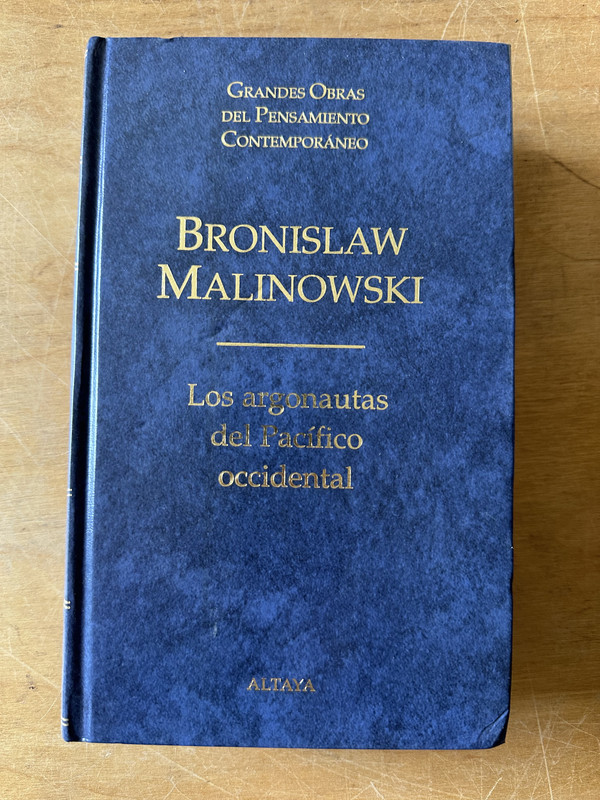 GRANDES OBRAS
DEL PENSAMIENTO
CONTEMPORÁNEO
BRONISLAW
MALINOWSKI
Los argonautas
del Pacífico
occidental
ALTAYA